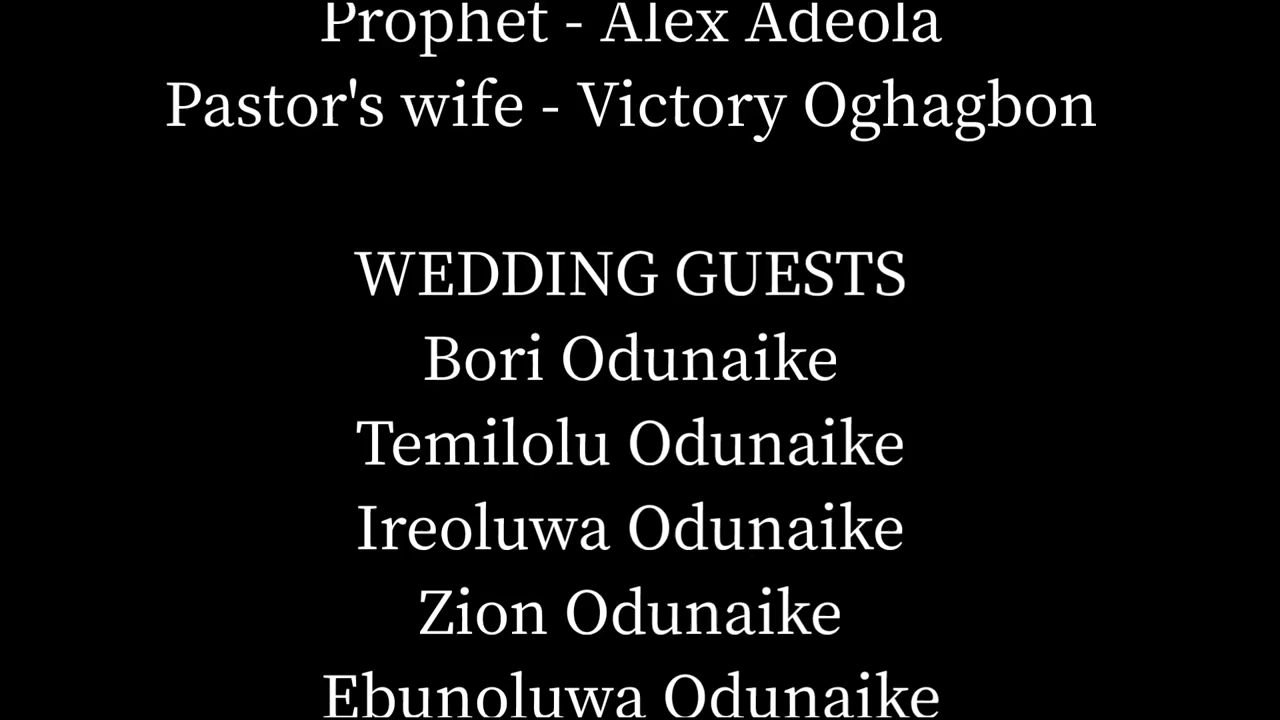 Prophet - Alex Adeola
Pastor's wife - Victory Oghagbon
WEDDING GUESTS
Bori Odunaike
Temilolu Odunaike
Ireoluwa Odunaike
Zion Odunaike
Ebunoluwa Odunaike